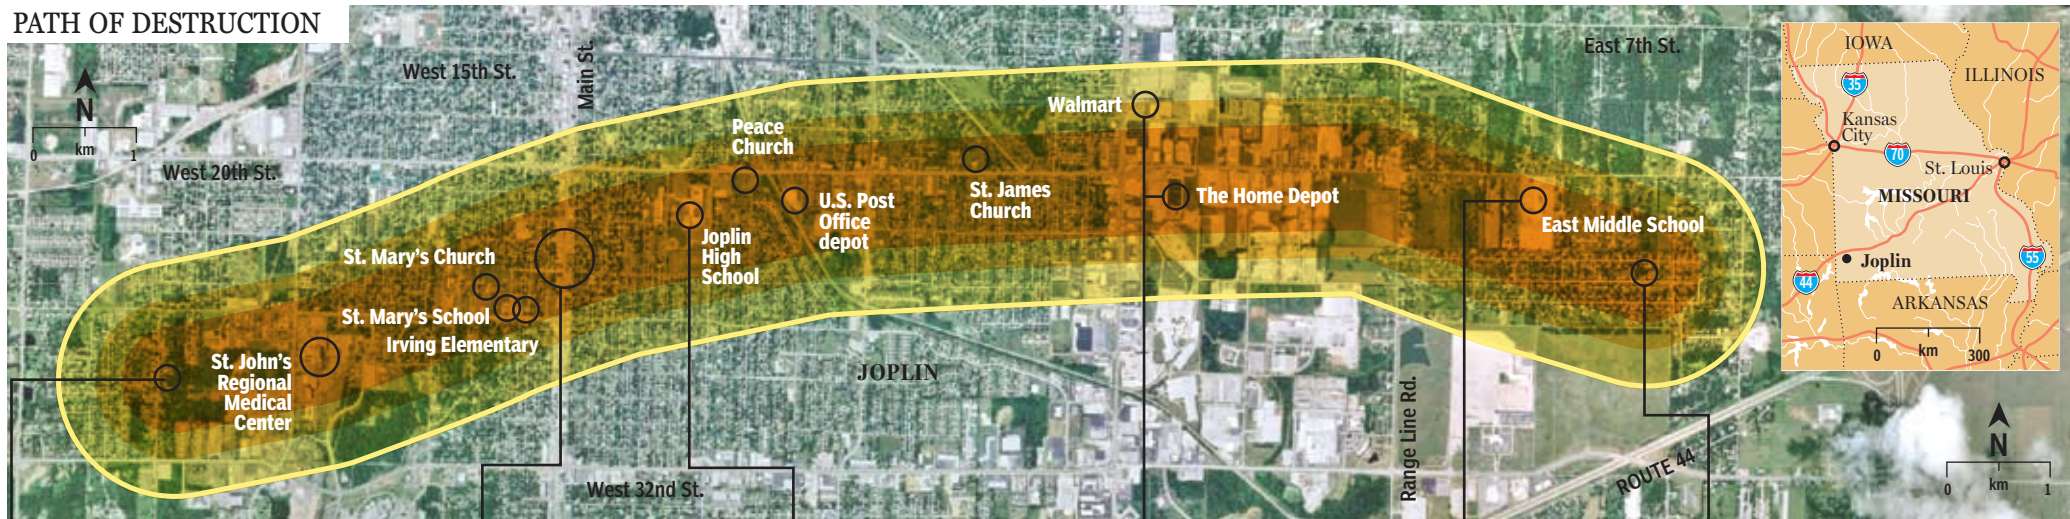 PATH OF DESTRUCTION
N
0 km 1
West 15th St.
Main St.
West 20th St.
East 7th St.
Walmart
Peace
Church
St. James
Church
U.S. Post
Office
depot
The Home Depot
East Middle School
Joplin
High
School
St. Mary's Church
St. Mary's School
Irving Elementary
St. John's
Regional
Medical
Center
JOPLIN
Range Line Rd.
West 32nd St.
ROUTE 44
N
0 km 1
IOWA
ILLINOIS
35
Kansas
City
70
St. Louis
MISSOURI
Joplin
55
44
ARKANSAS
0 km 300